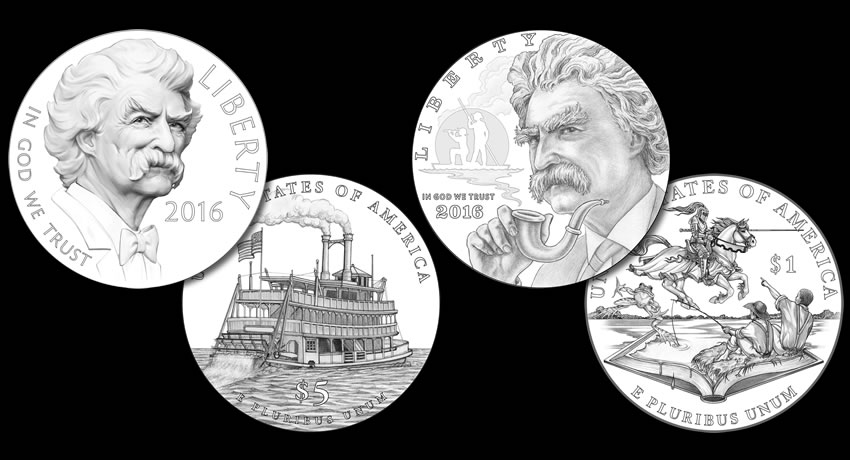 IN GOD WE TRUST
LIBERTY
2016
STATES OF AMERICA
$5
E PLURIBUS UNUM
LIBERTY
IN GOD WE TRUST
2016
STATES OF AMERICA
$1
E PLURIBUS UNUM